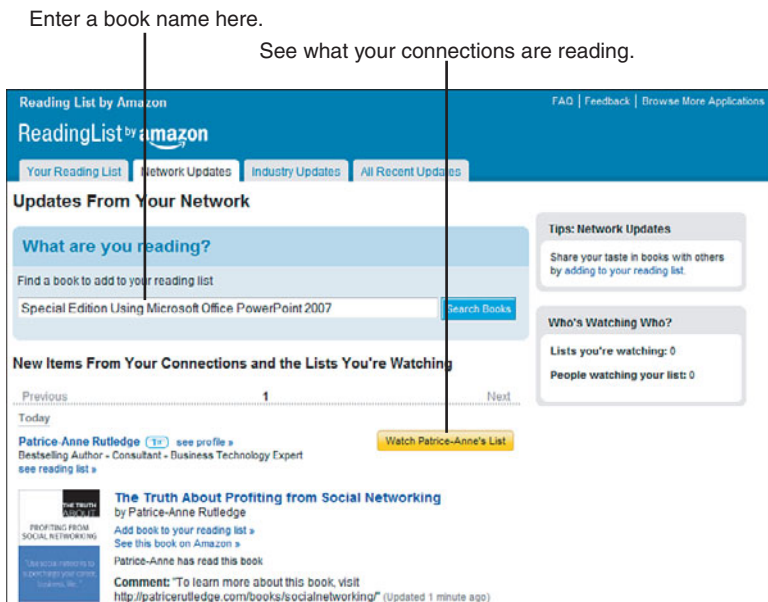 Enter a book name here.
See what your connections are reading.
Reading List by Amazon
FAQ | Feedback | Browse More Applications
ReadingList by amazon
Your Reading List Network Updates Industry Updates All Recent Updates
Updates From Your Network
What are you reading?
Find a book to add to your reading list
Special Edition Using Microsoft Office PowerPoint 2007 Search Books
Tips: Network Updates
Share your taste in books with others
by adding to your reading list.
Who's Watching Who?
Lists you're watching: 0
People watching your list: 0
New Items From Your Connections and the Lists You're Watching
Previous 1 Next
Today
Patrice-Anne Rutledge see profile »
Watch Patrice-Anne's List
Bestselling Author - Consultant - Business Technology Expert
see reading list »
THE TRUTH
ABOUT
PROFITING FROM
SOCIAL NETWORKING
The Truth About Profiting from Social Networking
by Patrice-Anne Rutledge
Add book to your reading list »
See this book on Amazon »
Patrice-Anne has read this book
Comment: "To learn more about this book, visit
http://patricerutledge.com/books/socialnetworking/" (Updated 1 minute ago)